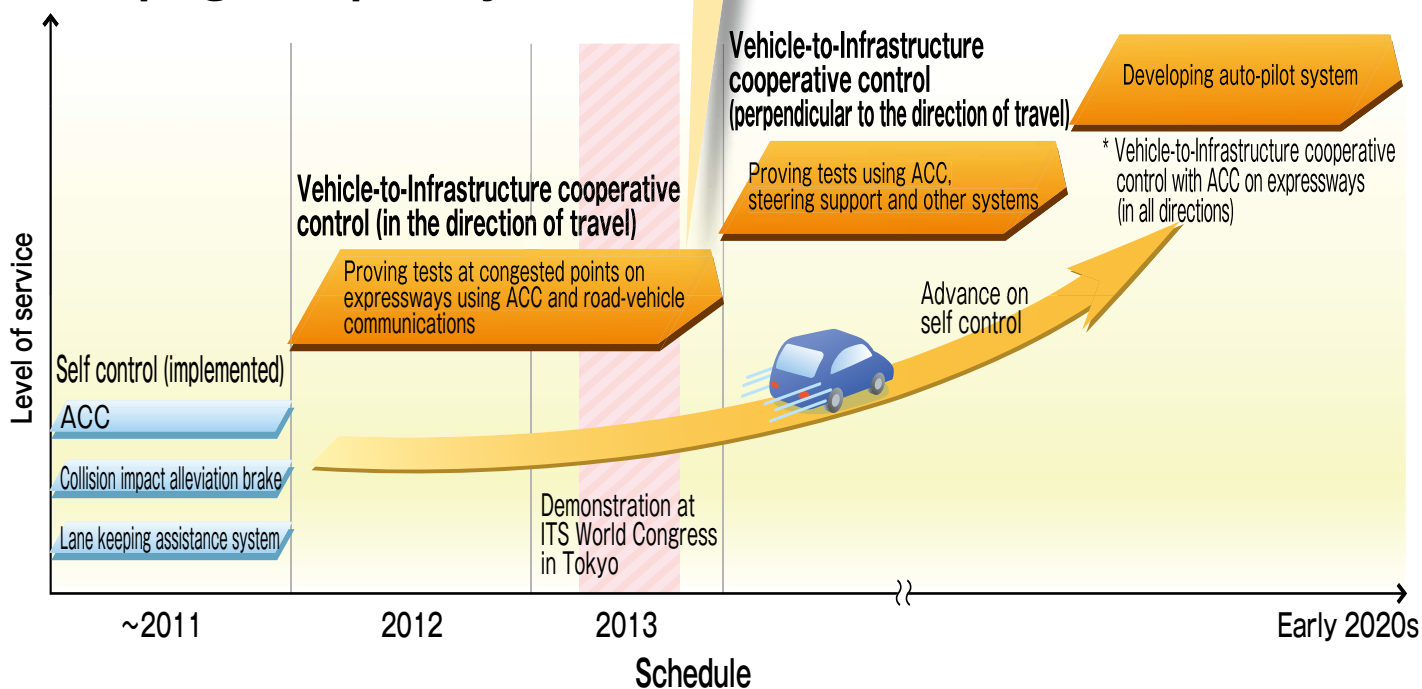 Vehicle-to-Infrastructure
cooperative control
(perpendicular to the direction of travel)
Developing auto-pilot system
* Vehicle-to-Infrastructure cooperative
control with ACC on expressways
(in all directions)
Proving tests using ACC,
steering support and other systems
Vehicle-to-Infrastructure cooperative
control (in the direction of travel)
Proving tests at congested points on
expressways using ACC and road-vehicle
communications
Advance on
self control
Level of service
Self control (implemented)
ACC
Collision impact alleviation brake
Lane keeping assistance system
Demonstration at
ITS World Congress
in Tokyo
~2011
2012
2013
Early 2020s
Schedule